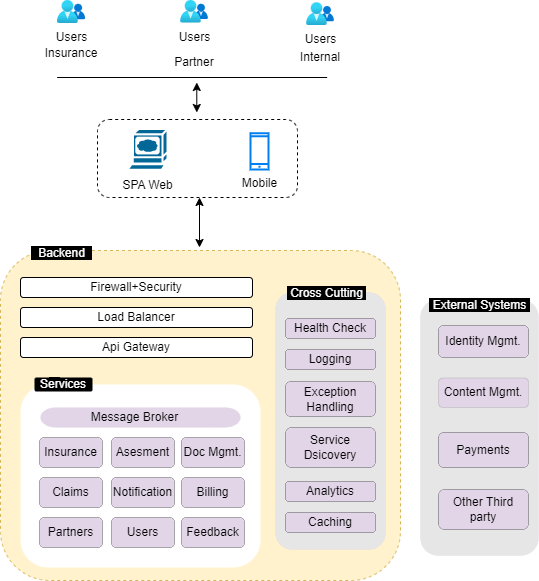 Users
Insurance
Users
Partner
Users
Internal
SPA Web
Mobile
Backend
Firewall+Security
Load Balancer
Api Gateway
Services
Message Broker
Insurance
Asesment
Doc Mgmt.
Claims
Notification
Billing
Partners
Users
Feedback
Cross Cutting
Health Check
Logging
Exception
Handling
Service
Dsicovery
Analytics
Caching
External Systems
Identity Mgmt.
Content Mgmt.
Payments
Other Third
party